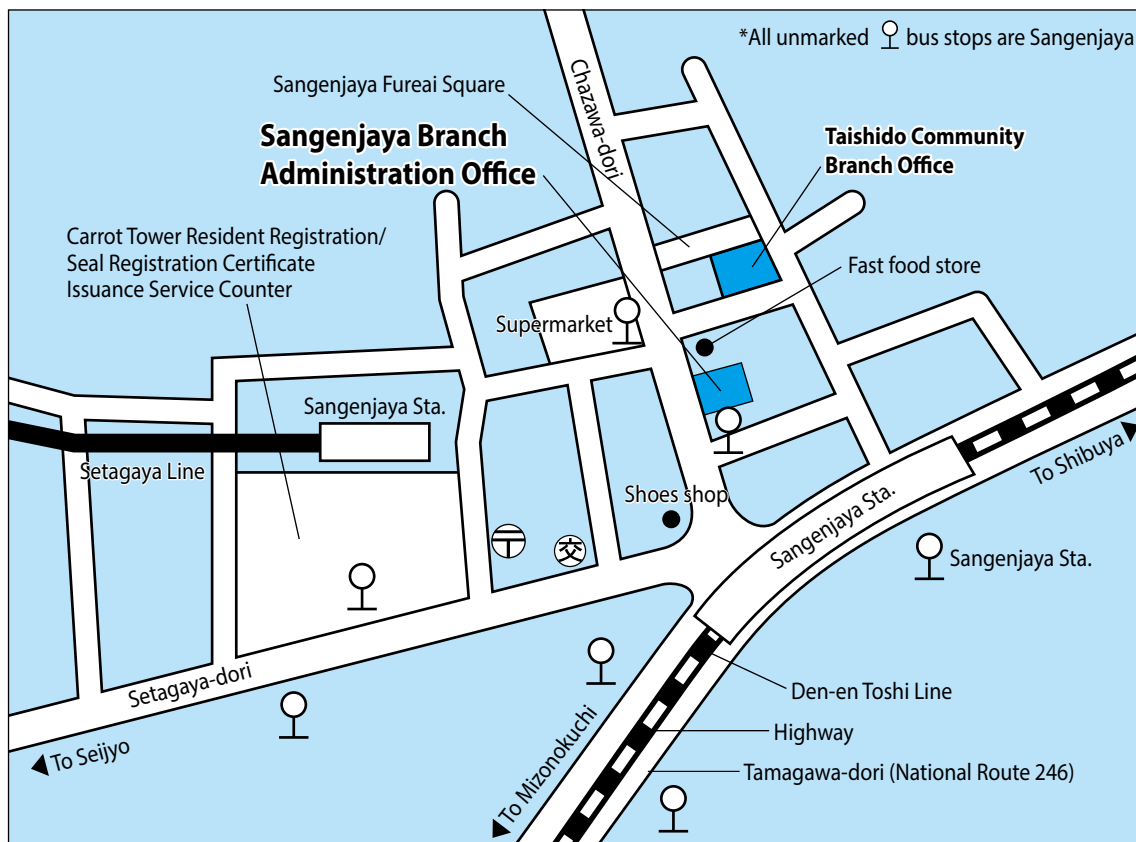 *All unmarked bus stops are Sangenjaya
Chazawa-dori
Sangenjaya Fureai Square
Sangenjaya Branch
Administration Office
Taishido Community
Branch Office
Carrot Tower Resident Registration/
Seal Registration Certificate
Issuance Service Counter
Fast food store
Supermarket
Sangenjaya Sta.
Setagaya Line
To Shibuya
Shoes shop
Sangenjaya Sta.
〒
交
Sangenjaya Sta.
Setagaya-dori
Den-en Toshi Line
Highway
Tamagawa-dori (National Route 246)
To Seijyo
To Mizonokuchi